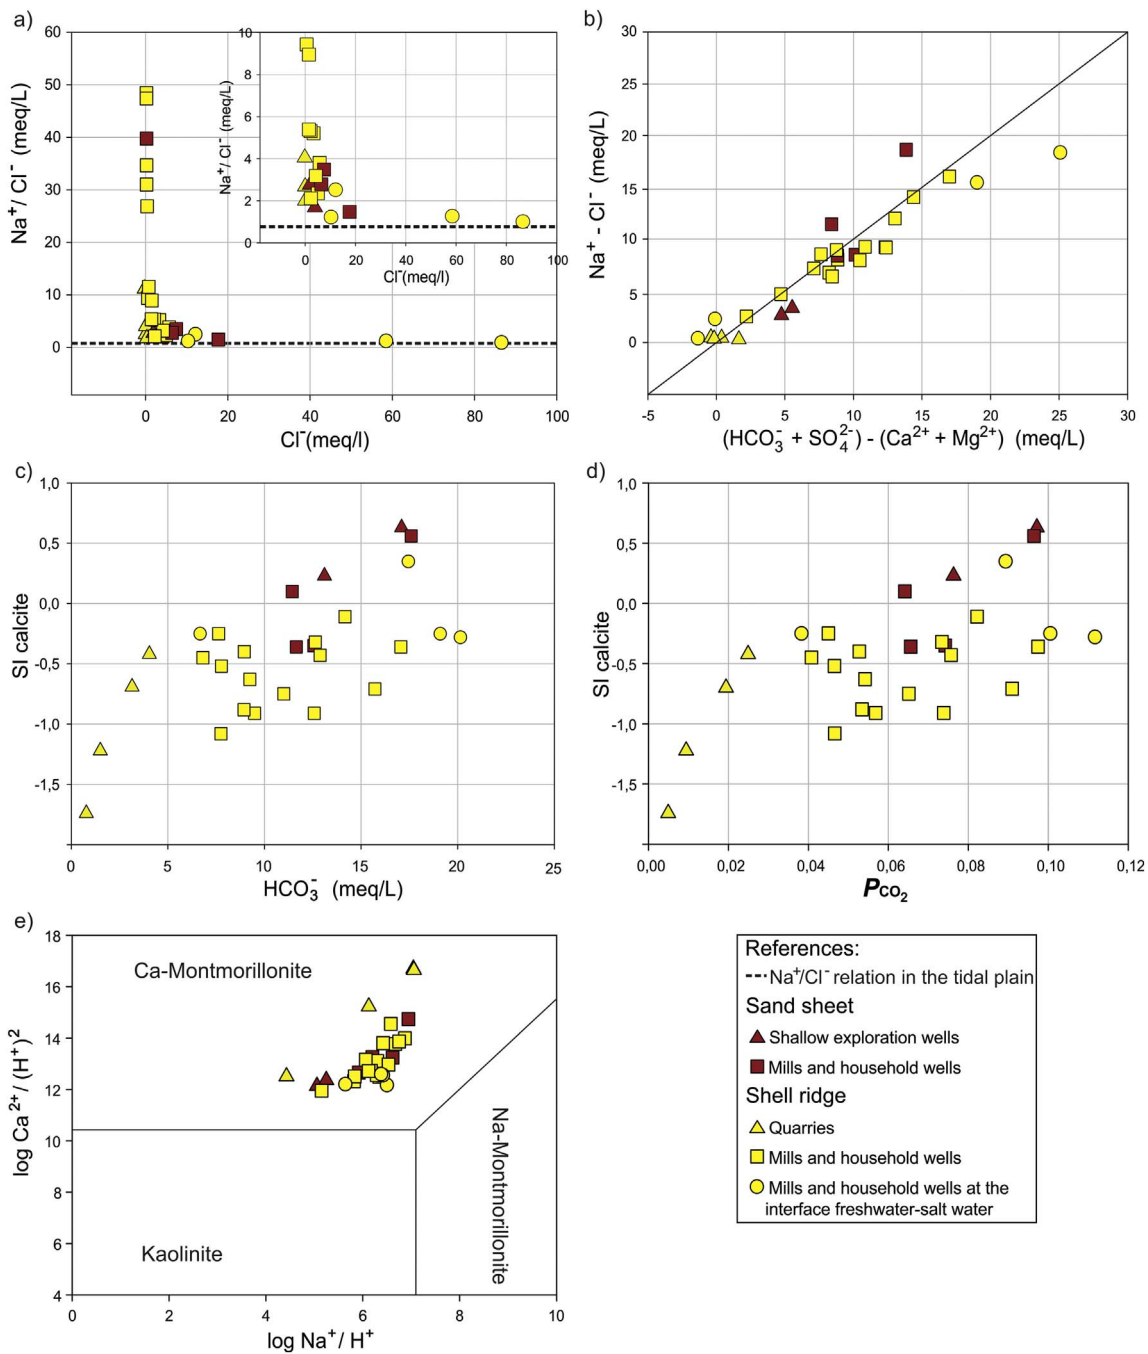 a)
60
50
40
30
20
10
0
Na⁺/ Cl⁻ (meq/L)
0
20
40
60
80
100
Cl⁻(meq/l)
10
8
6
4
2
0
Na⁺/ Cl⁻ (meq/L)
0
20
40
60
80
100
Cl⁻(meq/l)
b)
30
25
20
15
10
5
0
Na⁺ - Cl⁻ (meq/L)
-5
0
5
10
15
20
25
30
(HCO₃⁻ + SO₄²⁻) - (Ca²⁺ + Mg²⁺) (meq/L)
c)
1,0
0,5
0,0
-0,5
-1,0
-1,5
SI calcite
0
5
10
15
20
25
HCO₃⁻ (meq/L)
d)
1,0
0,5
0,0
-0,5
-1,0
-1,5
SI calcite
0,00
0,02
0,04
0,06
0,08
0,10
0,12
PCO₂
e)
18
16
14
12
10
8
6
4
log Ca²⁺/ (H⁺)²
Ca-Montmorillonite
Kaolinite
Na-Montmorillonite
0
2
4
6
8
10
log Na⁺/ H⁺
References:
Na⁺/Cl⁻ relation in the tidal plain
Sand sheet
Shallow exploration wells
Mills and household wells
Shell ridge
Quarries
Mills and household wells
Mills and household wells at the
interface freshwater-salt water